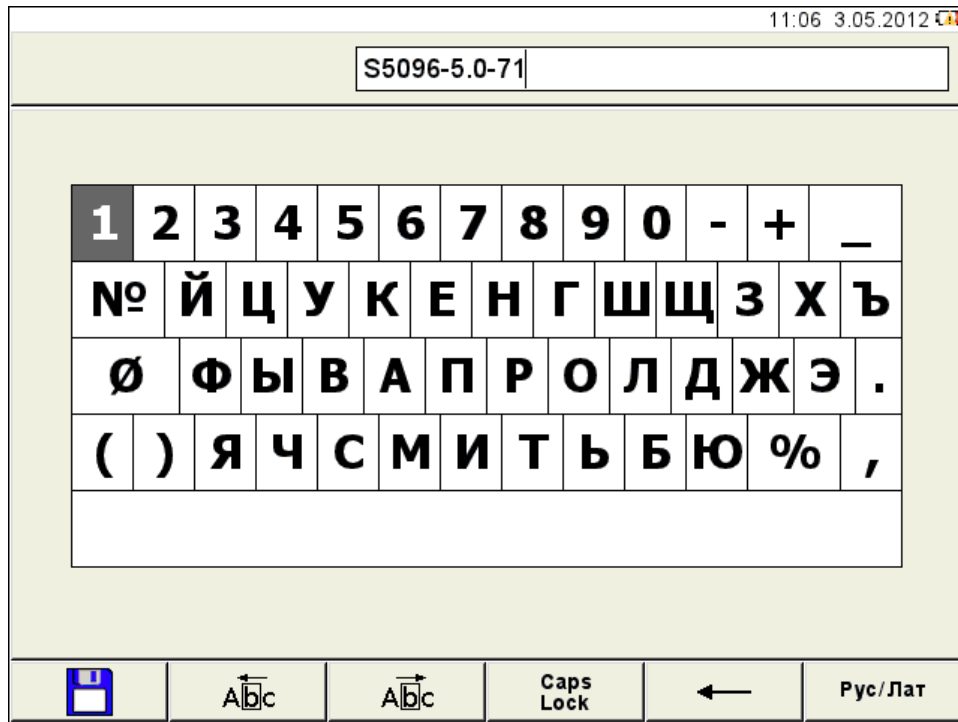 11:06 3.05.2012
S5096-5.0-71
1 2 3 4 5 6 7 8 9 0 - + _
№ Й Ц У К Е Н Г Ш Щ З Х Ъ
Ø Ф Ы В А П Р О Л Д Ж Э .
( ) Я Ч С М И Т Ь Б Ю % ,
Abc Abc Caps Lock ← Рус/Лат